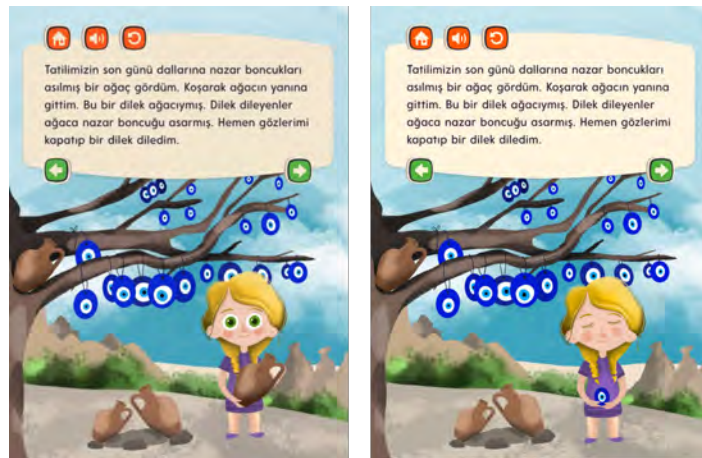 Tatilimizin son günü dallarına nazar boncukları
asılmış bir ağaç gördüm. Koşarak ağacın yanına
gittim. Bu bir dilek ağacıymış. Dilek dileyenler
ağaca nazar boncuğu asarmış. Hemen gözlerimi
kapatıp bir dilek diledim.
Tatilimizin son günü dallarına nazar boncukları
asılmış bir ağaç gördüm. Koşarak ağacın yanına
gittim. Bu bir dilek ağacıymış. Dilek dileyenler
ağaca nazar boncuğu asarmış. Hemen gözlerimi
kapatıp bir dilek diledim.